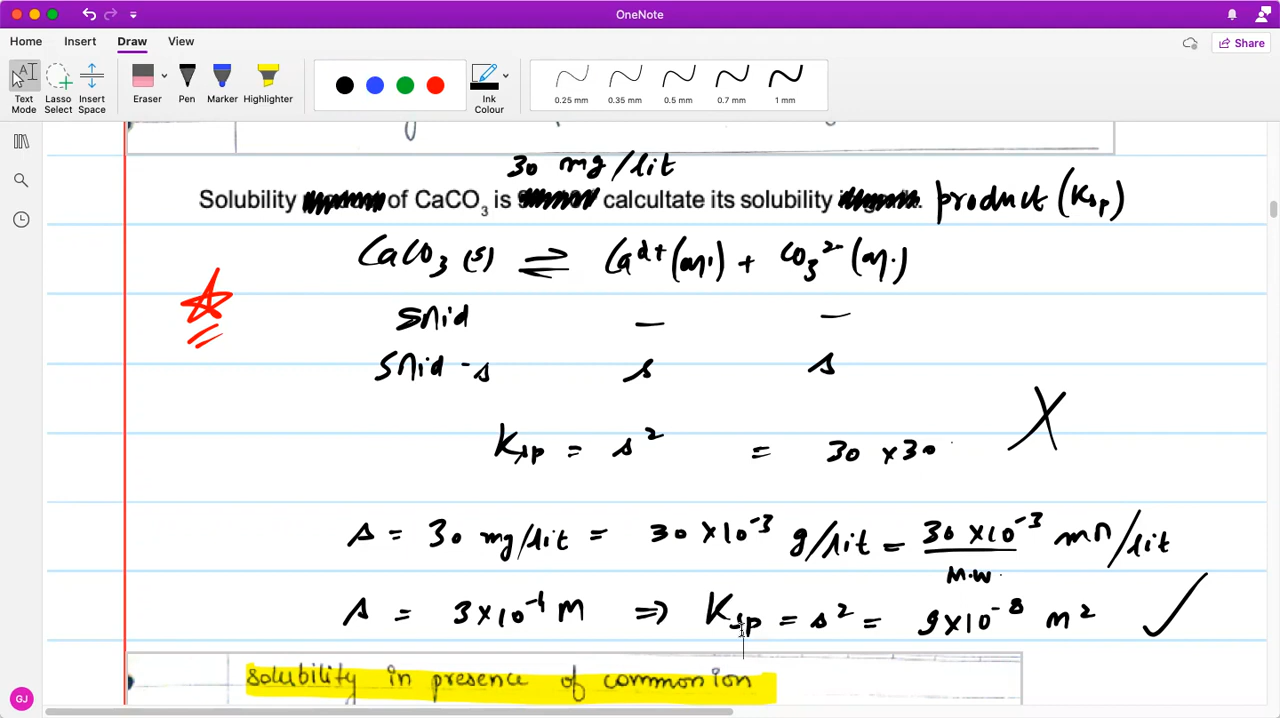 OneNote
Home Insert Draw View
Share
Text Mode
Lasso Select
Insert Space
Eraser
Pen
Marker
Highlighter
Ink Colour
0.25 mm
0.35 mm
0.5 mm
0.7 mm
1 mm
30 mg/lit
Solubility of CaCO₃ is calcultate its solubility product (Ksp)
CaCO₃ (s) ⇌ Ca²⁺ (aq.) + CO₃²⁻ (aq.)
Solid — —
Solid - s s s
Ksp = s² = 30 × 30 X
s = 30 mg/lit = 30 × 10⁻³ g/lit = 30 × 10⁻³ / M.W. mol/lit
s = 3 × 10⁻⁴ M ⇒ Ksp = s² = 9 × 10⁻⁸ M² ✓
solubility in presence of common ion
GJ